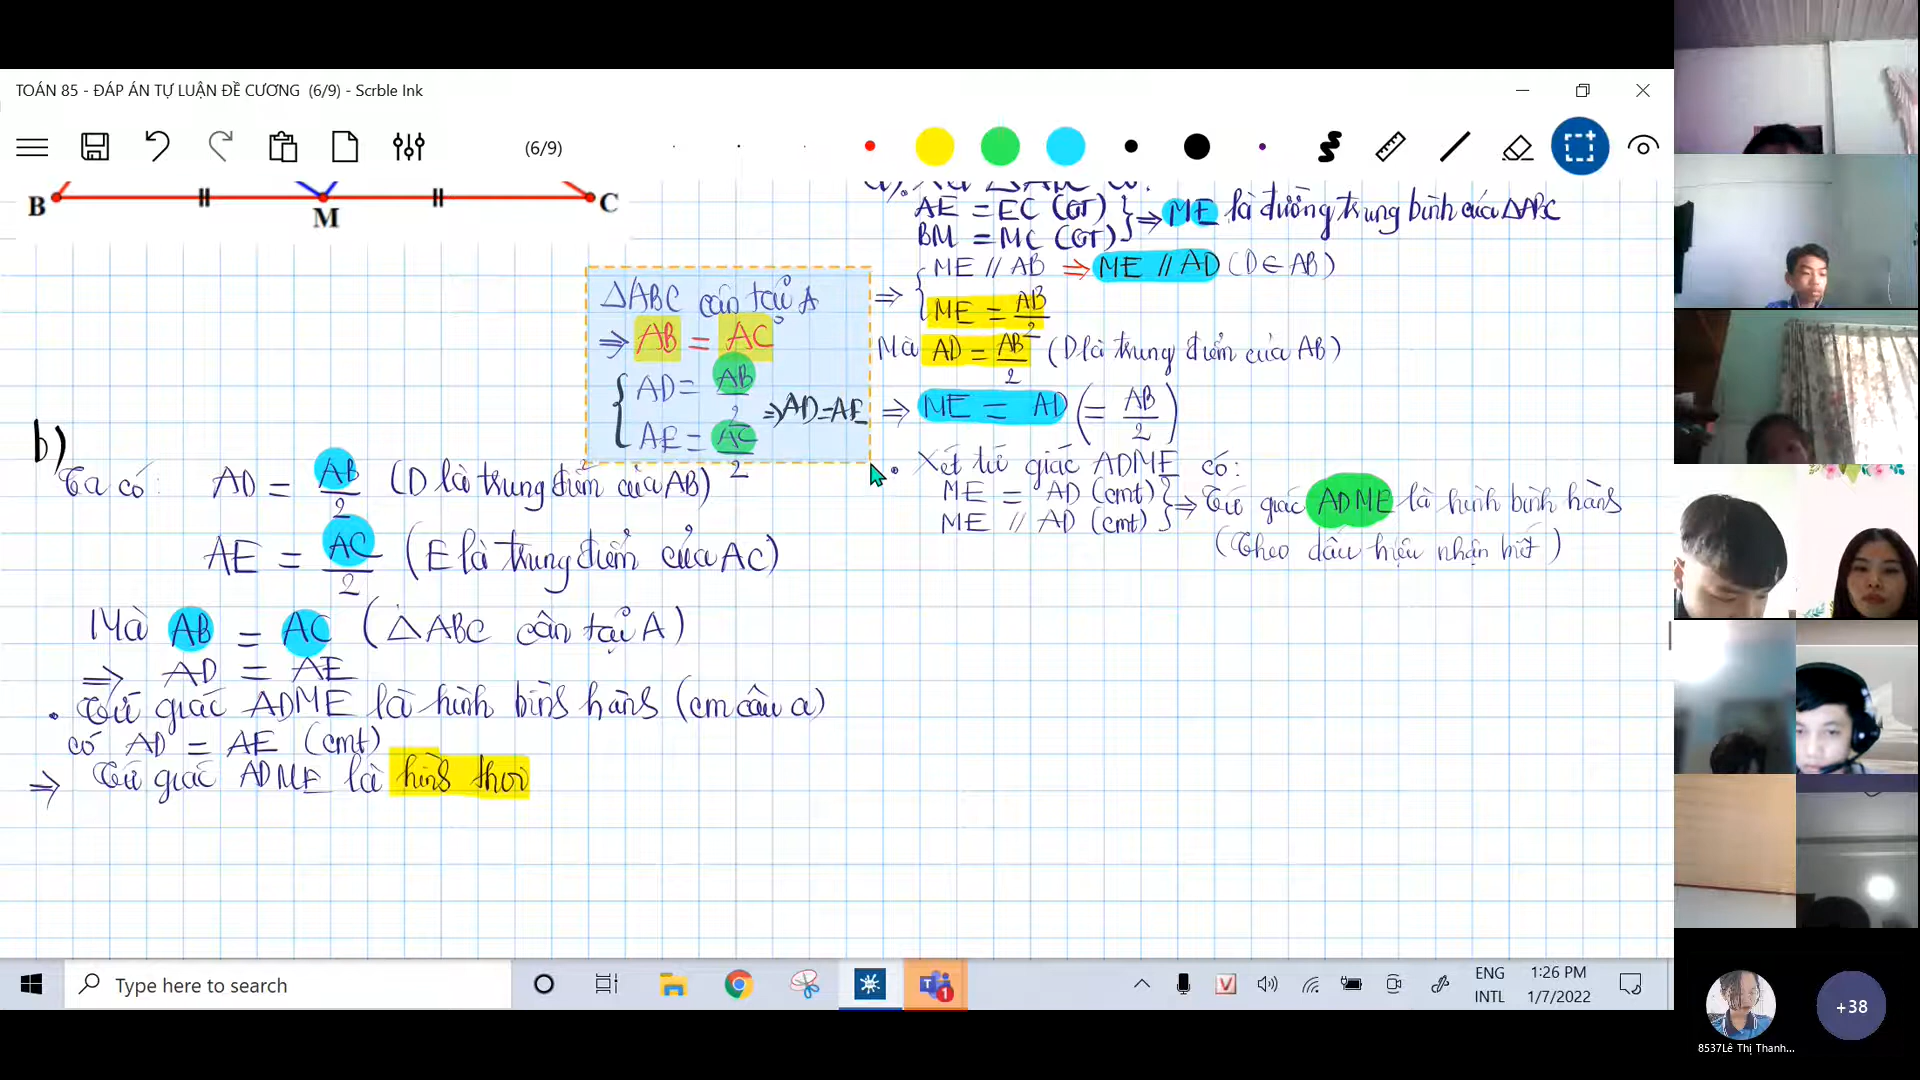 TOÁN 85 - ĐÁP ÁN TỰ LUẬN ĐỀ CƯƠNG (6/9) - Scrble Ink
(6/9)
B
M
C
AE = EC (GT)
BM = MC (GT)
⇒ ME là đường trung bình của △ABC
⇒ ME // AB ⇒ ME // AD (D ∈ AB)
ME = AB/2
Mà AD = AB/2 (D là trung điểm của AB)
⇒ ME = AD (= AB/2)
. Xét tứ giác ADME có:
ME = AD (cmt)
ME // AD (cmt)
⇒ Tứ giác ADME là hình bình hành
(Theo dấu hiệu nhận biết)
△ABC cân tại A
⇒ AB = AC
AD = AB/2
AE = AC/2
⇒ AD = AE
b)
Ta có: AD = AB/2 (D là trung điểm của AB)
AE = AC/2 (E là trung điểm của AC)
Mà AB = AC (△ABC cân tại A)
⇒ AD = AE
. Tứ giác ADME là hình bình hành (cm câu a)
có AD = AE (cmt)
⇒ Tứ giác ADME là hình thoi
Type here to search
1
V
ENG
INTL
1:26 PM
1/7/2022
8537Lê Thị Thanh...
+38